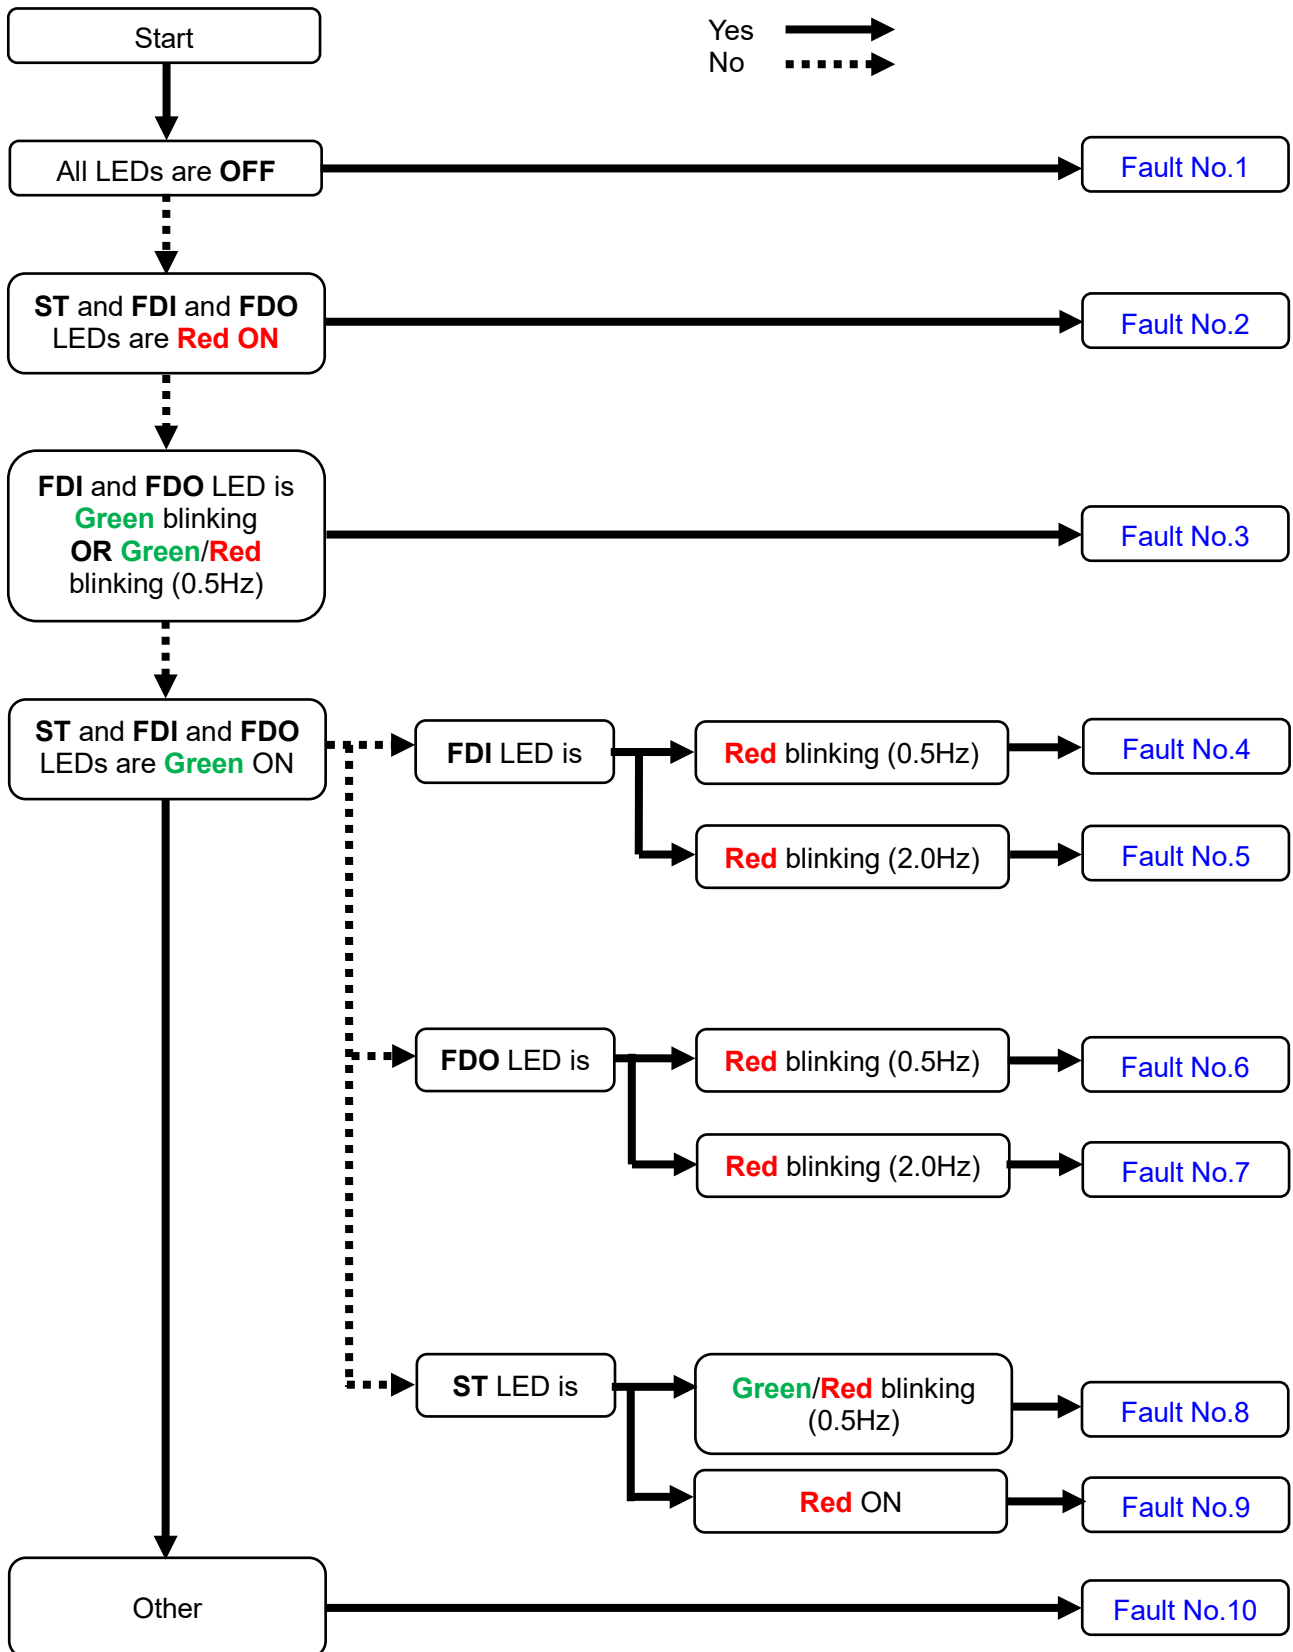 Start
Yes
No
All LEDs are OFF
Fault No.1
ST and FDI and FDO
LEDs are Red ON
Fault No.2
FDI and FDO LED is
Green blinking
OR Green/Red
blinking (0.5Hz)
Fault No.3
ST and FDI and FDO
LEDs are Green ON
FDI LED is
Red blinking (0.5Hz)
Fault No.4
Red blinking (2.0Hz)
Fault No.5
FDO LED is
Red blinking (0.5Hz)
Fault No.6
Red blinking (2.0Hz)
Fault No.7
ST LED is
Green/Red blinking
(0.5Hz)
Fault No.8
Red ON
Fault No.9
Other
Fault No.10